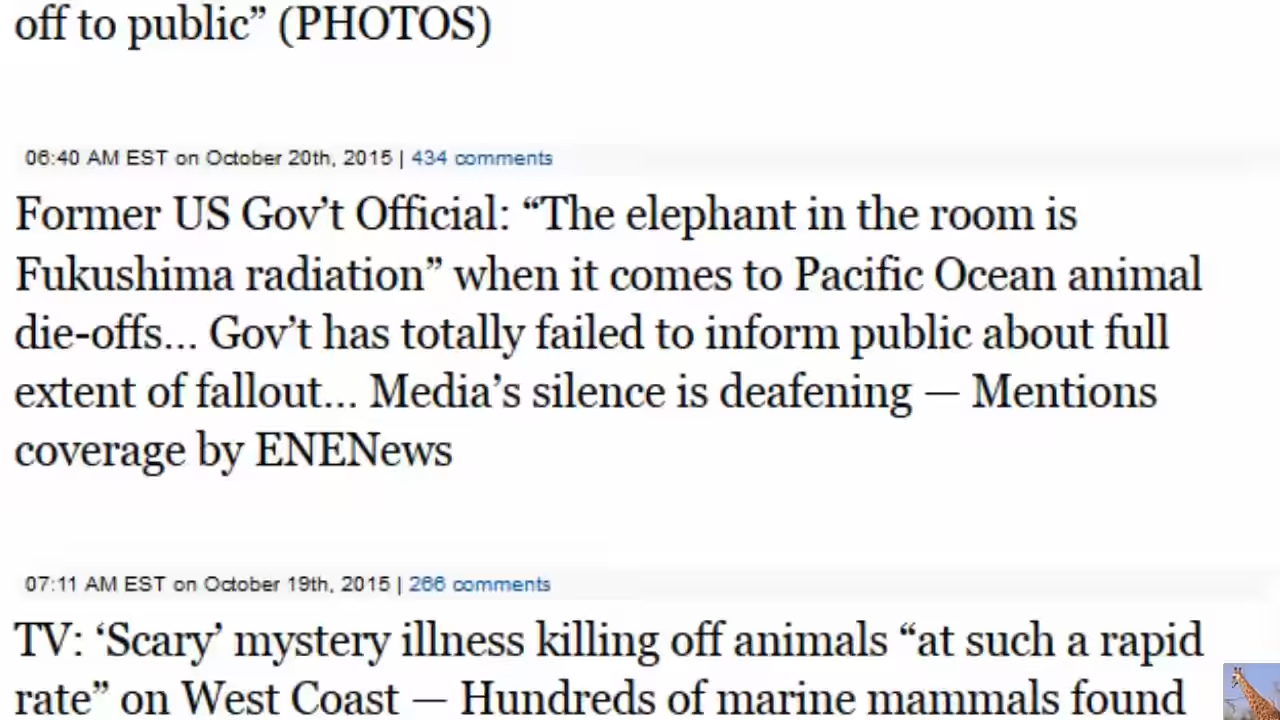 off to public” (PHOTOS)
06:40 AM EST on October 20th, 2015 | 434 comments
Former US Gov’t Official: “The elephant in the room is
Fukushima radiation” when it comes to Pacific Ocean animal
die-offs... Gov’t has totally failed to inform public about full
extent of fallout... Media’s silence is deafening — Mentions
coverage by ENENews
07:11 AM EST on October 19th, 2015 | 266 comments
TV: ‘Scary’ mystery illness killing off animals “at such a rapid
rate” on West Coast — Hundreds of marine mammals found